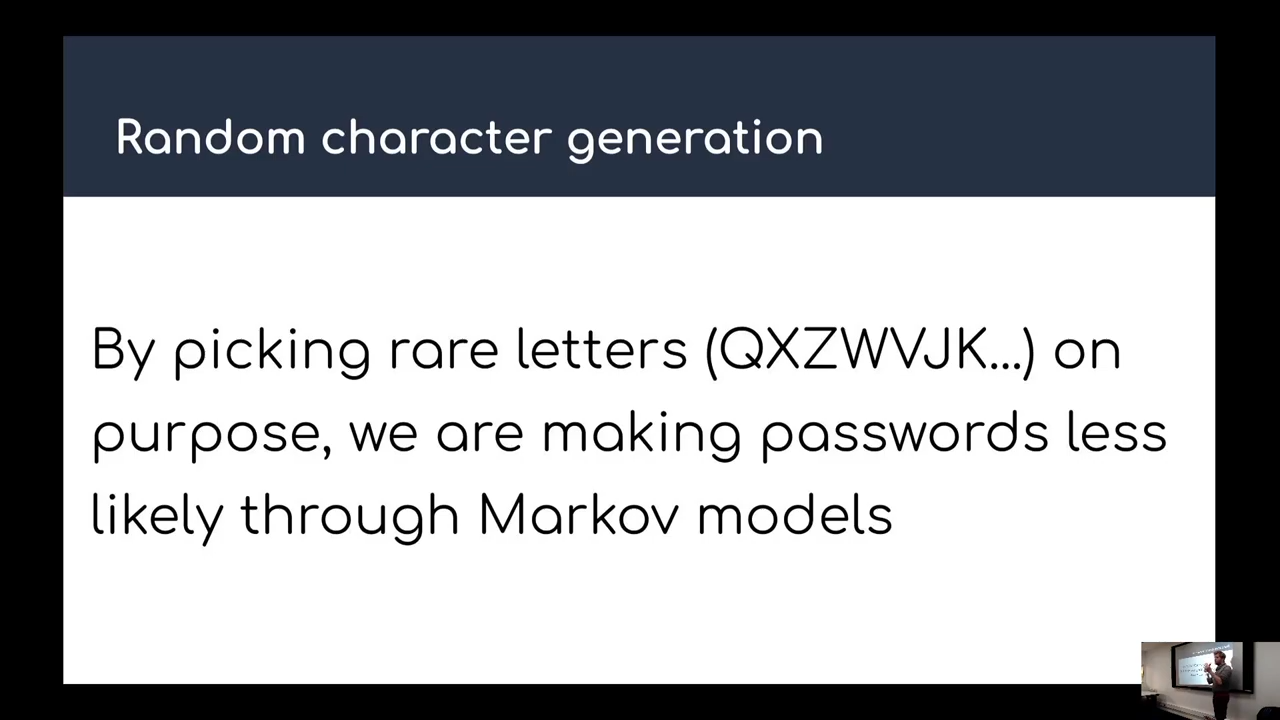 Random character generation
By picking rare letters (QXZWVJK...) on
purpose, we are making passwords less
likely through Markov models